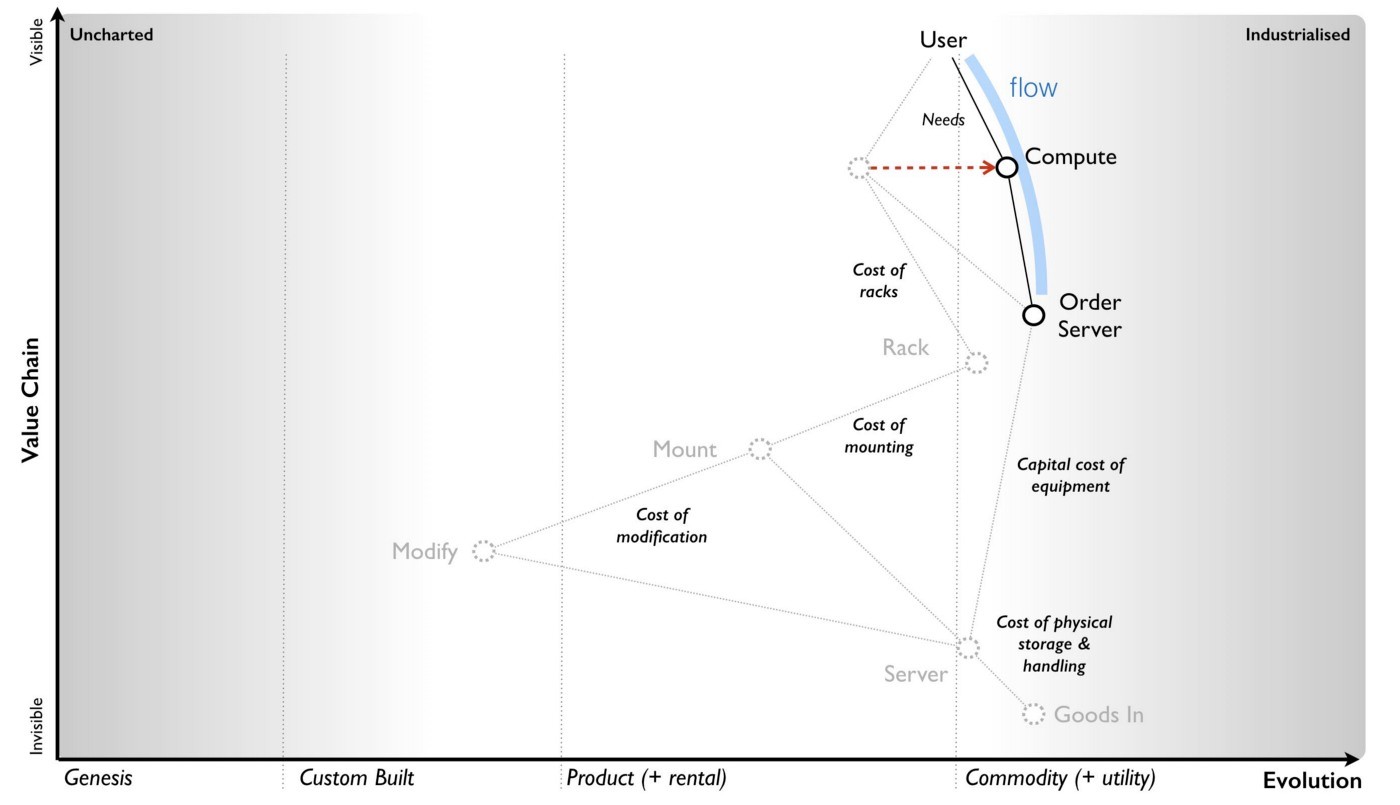 Visible
Uncharted
User
Industrialised
flow
Needs
Compute
Cost of
racks
Order
Server
Rack
Value Chain
Cost of
mounting
Mount
Capital cost of
equipment
Cost of
modification
Modify
Cost of physical
storage &
handling
Server
Invisible
Goods In
Genesis
Custom Built
Product (+ rental)
Commodity (+ utility)
Evolution